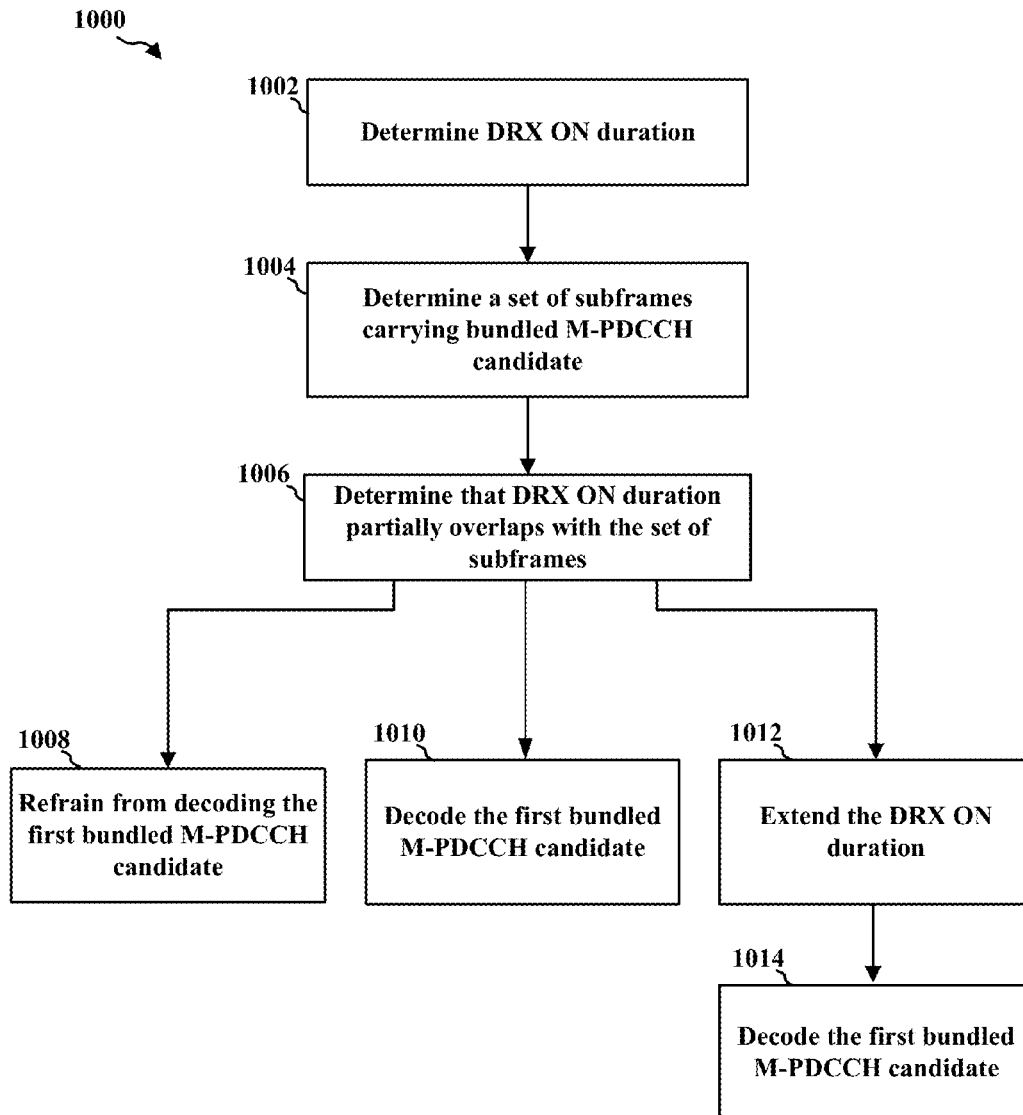 1000
1002
Determine DRX ON duration
1004
Determine a set of subframes
carrying bundled M-PDCCH
candidate
1006
Determine that DRX ON duration
partially overlaps with the set of
subframes
1008
Refrain from decoding the
first bundled M-PDCCH
candidate
1010
Decode the first bundled
M-PDCCH candidate
1012
Extend the DRX ON
duration
1014
Decode the first bundled
M-PDCCH candidate